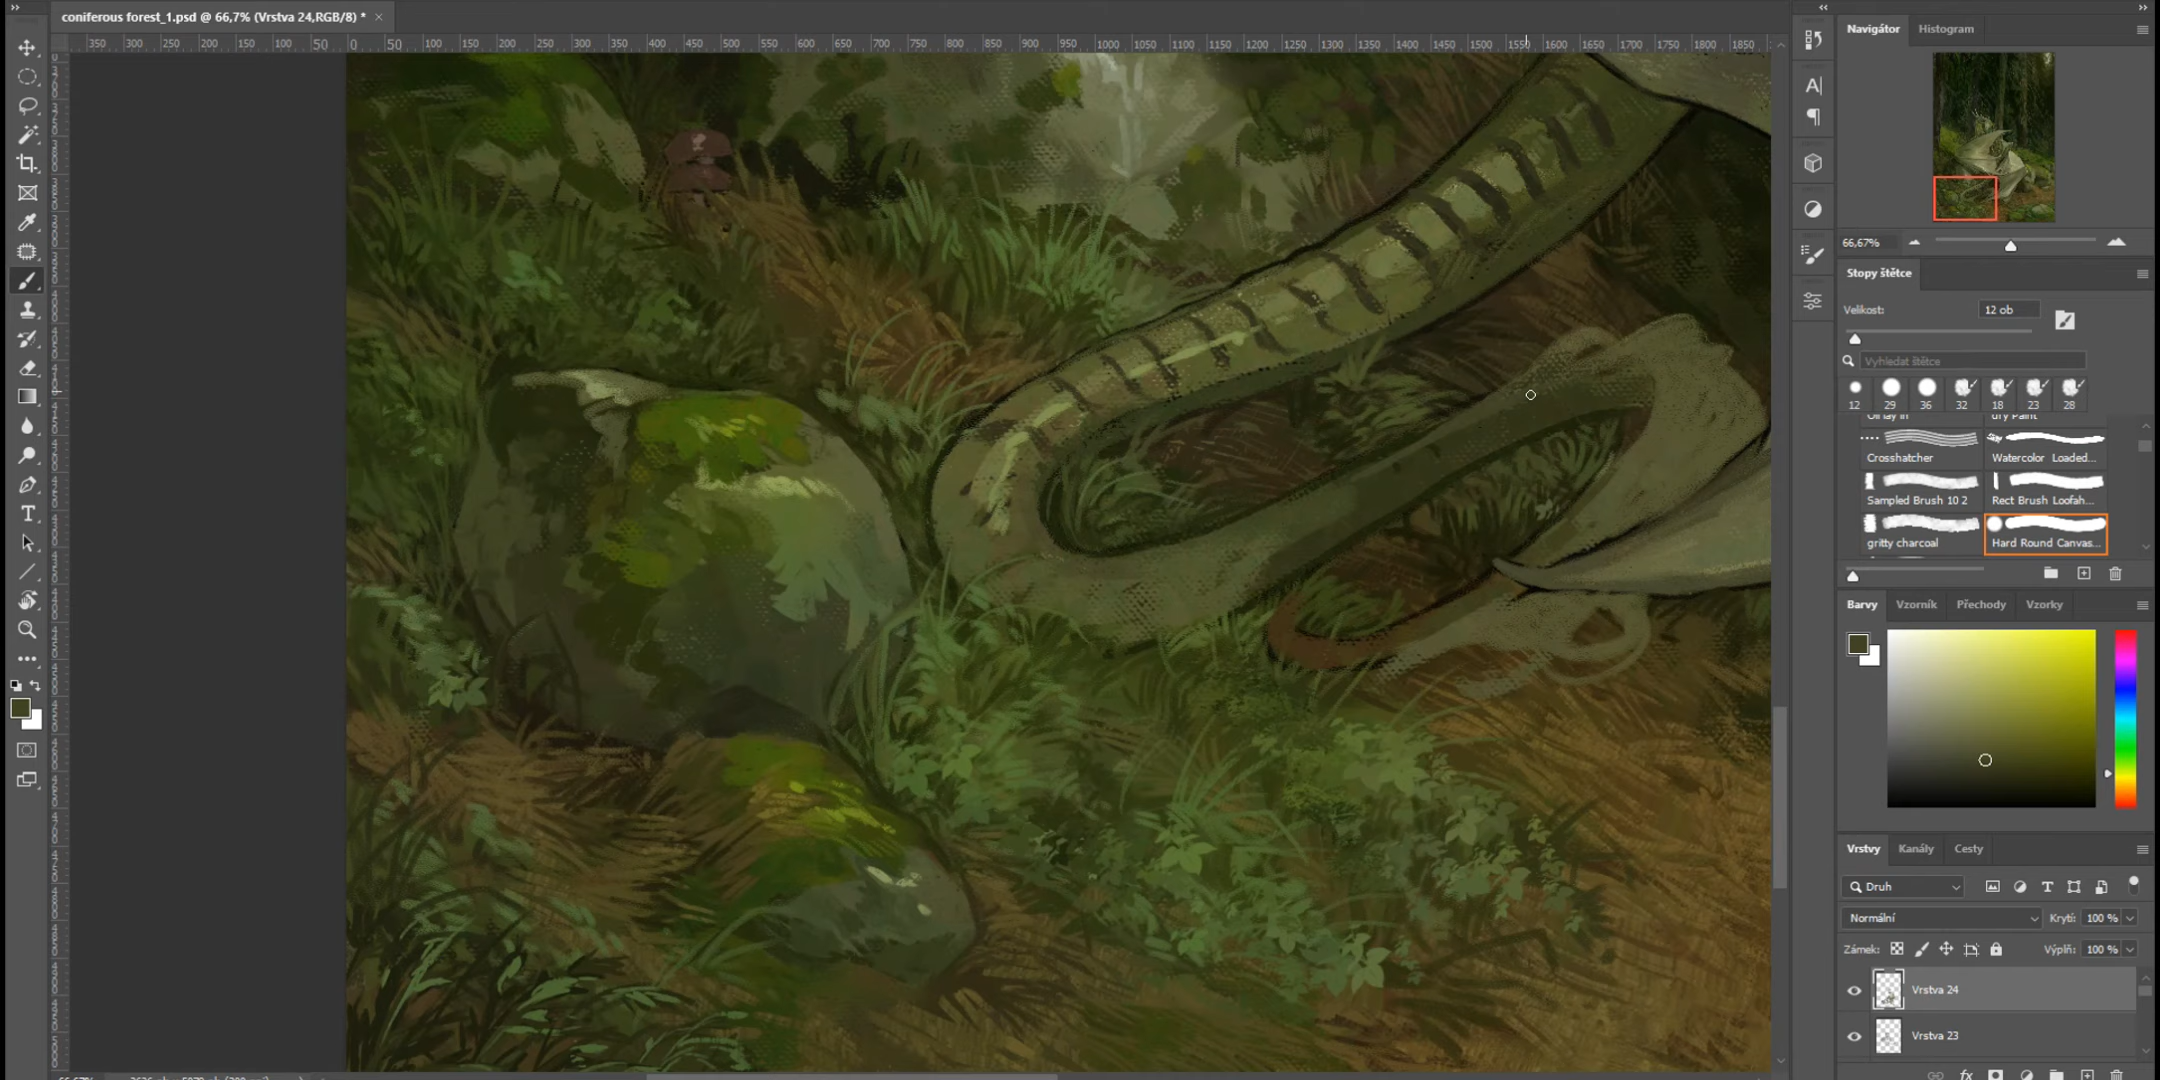 coniferous forest_1.psd @ 66,7% (Vrstva 24,RGB/8) *
350 300 250 200 150 100 50 0 50 100 150 200 250 300 350 400 450 500 550 600 650 700 750 800 850 900 950 1000 1050 1100 1150 1200 1250 1300 1350 1400 1450 1500 1550 1600 1650 1700 1750 1800 1850
Navigátor Histogram
66,67%
Stopy štětce
Velikost: 12 ob
Vyhledat štětce
12 29 36 32 18 23 28
Crosshatcher Watercolor Loaded...
Sampled Brush 10 2 Rect Brush Loofah...
gritty charcoal Hard Round Canvas...
Barvy Vzorník Přechody Vzorky
Vrstvy Kanály Cesty
Druh
Normální Krytí: 100 %
Zámek: Výplň: 100 %
Vrstva 24
Vrstva 23